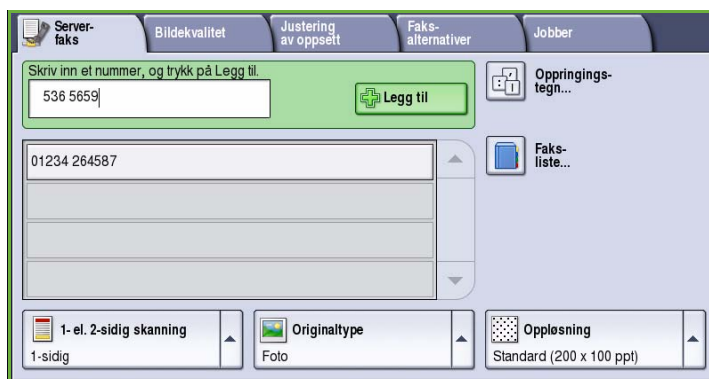 Server-
faks
Bildekvalitet
Justering
av oppsett
Faks-
alternativer
Jobber
Skriv inn et nummer, og trykk på Legg til.
536 5659
Legg til
Oppringings-
tegn...
01234 264587
Faks-
liste...
1- el. 2-sidig skanning
1-sidig
Originaltype
Foto
Oppløsning
Standard (200 x 100 ppt)